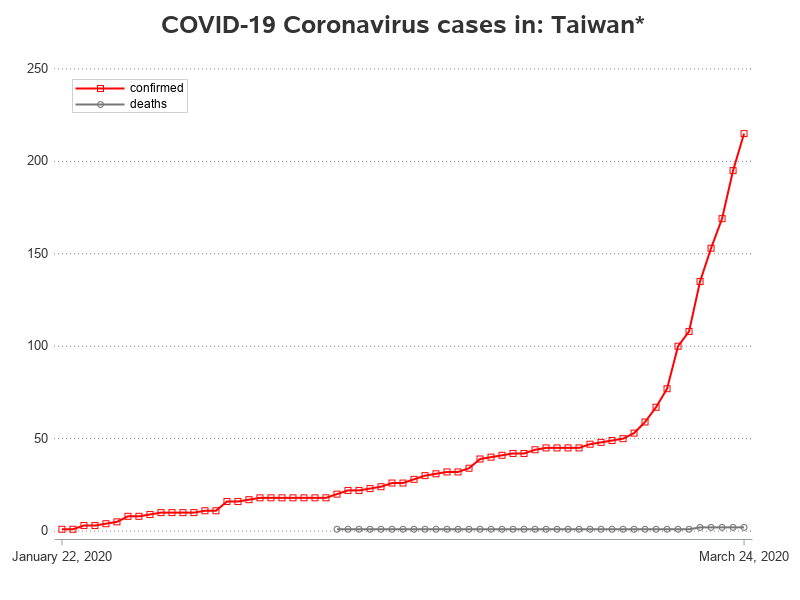 COVID-19 Coronavirus cases in: Taiwan*
250
confirmed
deaths
200
150
100
50
0
January 22, 2020
March 24, 2020